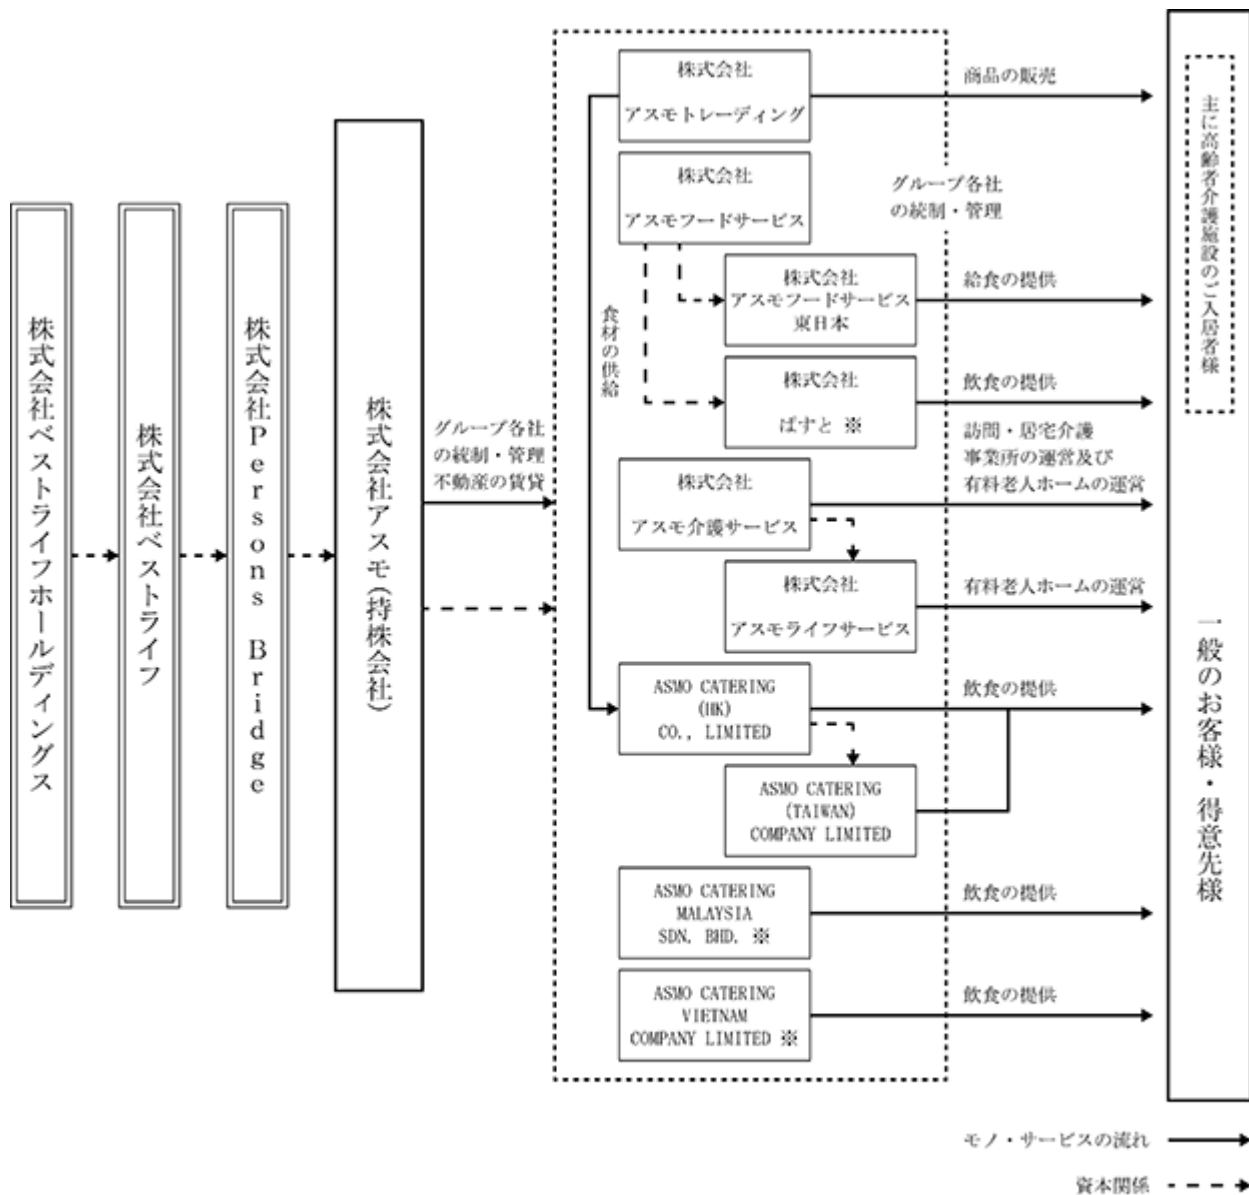 株式会社ベストライフホールディングス
株式会社ベストライフ
株式会社Persons Bridge
株式会社アスモ(持株会社)
グループ各社
の統制・管理
不動産の賃貸
株式会社
アスモトレーディング
商品の販売
株式会社
アスモフードサービス
グループ各社
の統制・管理
食材の供給
株式会社
アスモフードサービス
東日本
給食の提供
株式会社
ぱすと ※
飲食の提供
株式会社
アスモ介護サービス
訪問・居宅介護
事業所の運営及び
有料老人ホームの運営
株式会社
アスモライフサービス
有料老人ホームの運営
ASMO CATERING
(HK)
CO., LIMITED
飲食の提供
ASMO CATERING
(TAIWAN)
COMPANY LIMITED
ASMO CATERING
MALAYSIA
SDN. BHD. ※
飲食の提供
ASMO CATERING
VIETNAM
COMPANY LIMITED ※
飲食の提供
主に高齢者介護施設のご入居者様
一般のお客様・得意先様
モノ・サービスの流れ
資本関係